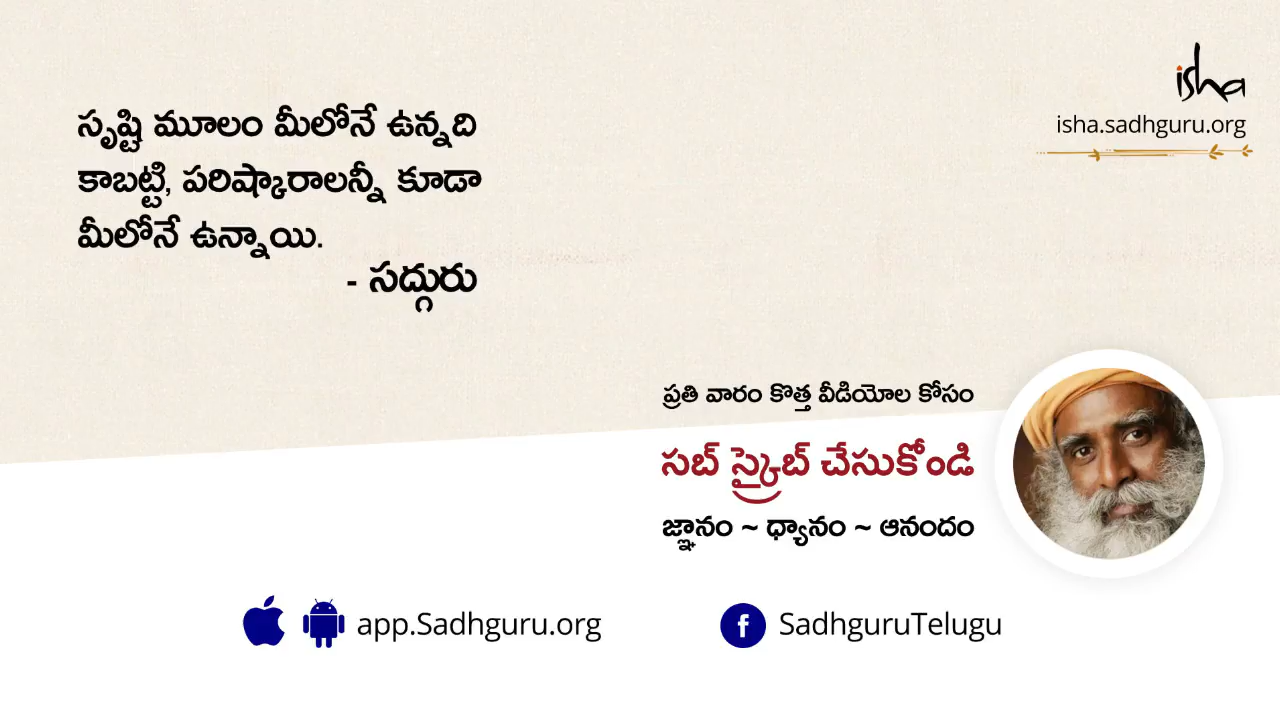 సృష్టి మూలం మీలోనే ఉన్నది
కాబట్టి, పరిష్కారాలన్నీ కూడా
మీలోనే ఉన్నాయి.
- సద్గురు
isha
isha.sadhguru.org
ప్రతి వారం కొత్త వీడియోల కోసం
సబ్ స్క్రైబ్ చేసుకోండి
జ్ఞానం ~ ధ్యానం ~ ఆనందం
app.Sadhguru.org
SadhguruTelugu